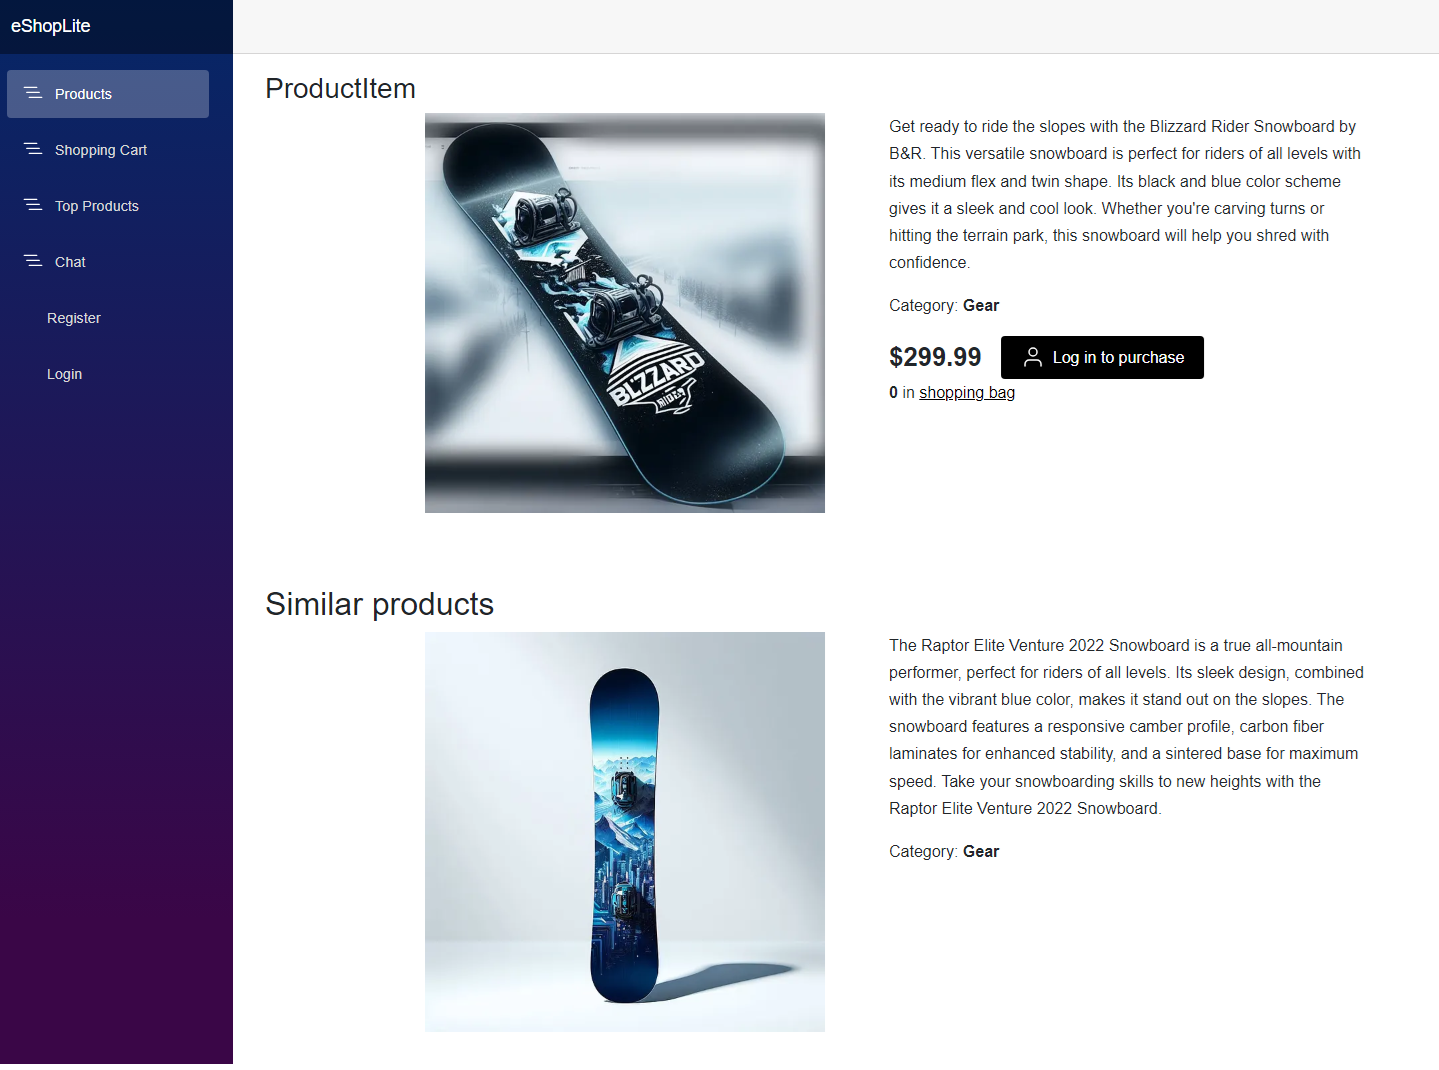 eShopLite
Products
Shopping Cart
Top Products
Chat
Register
Login
ProductItem
BLZZARD
Get ready to ride the slopes with the Blizzard Rider Snowboard by
B&R. This versatile snowboard is perfect for riders of all levels with
its medium flex and twin shape. Its black and blue color scheme
gives it a sleek and cool look. Whether you're carving turns or
hitting the terrain park, this snowboard will help you shred with
confidence.
Category: Gear
$299.99 Log in to purchase
0 in shopping bag
Similar products
The Raptor Elite Venture 2022 Snowboard is a true all-mountain
performer, perfect for riders of all levels. Its sleek design, combined
with the vibrant blue color, makes it stand out on the slopes. The
snowboard features a responsive camber profile, carbon fiber
laminates for enhanced stability, and a sintered base for maximum
speed. Take your snowboarding skills to new heights with the
Raptor Elite Venture 2022 Snowboard.
Category: Gear